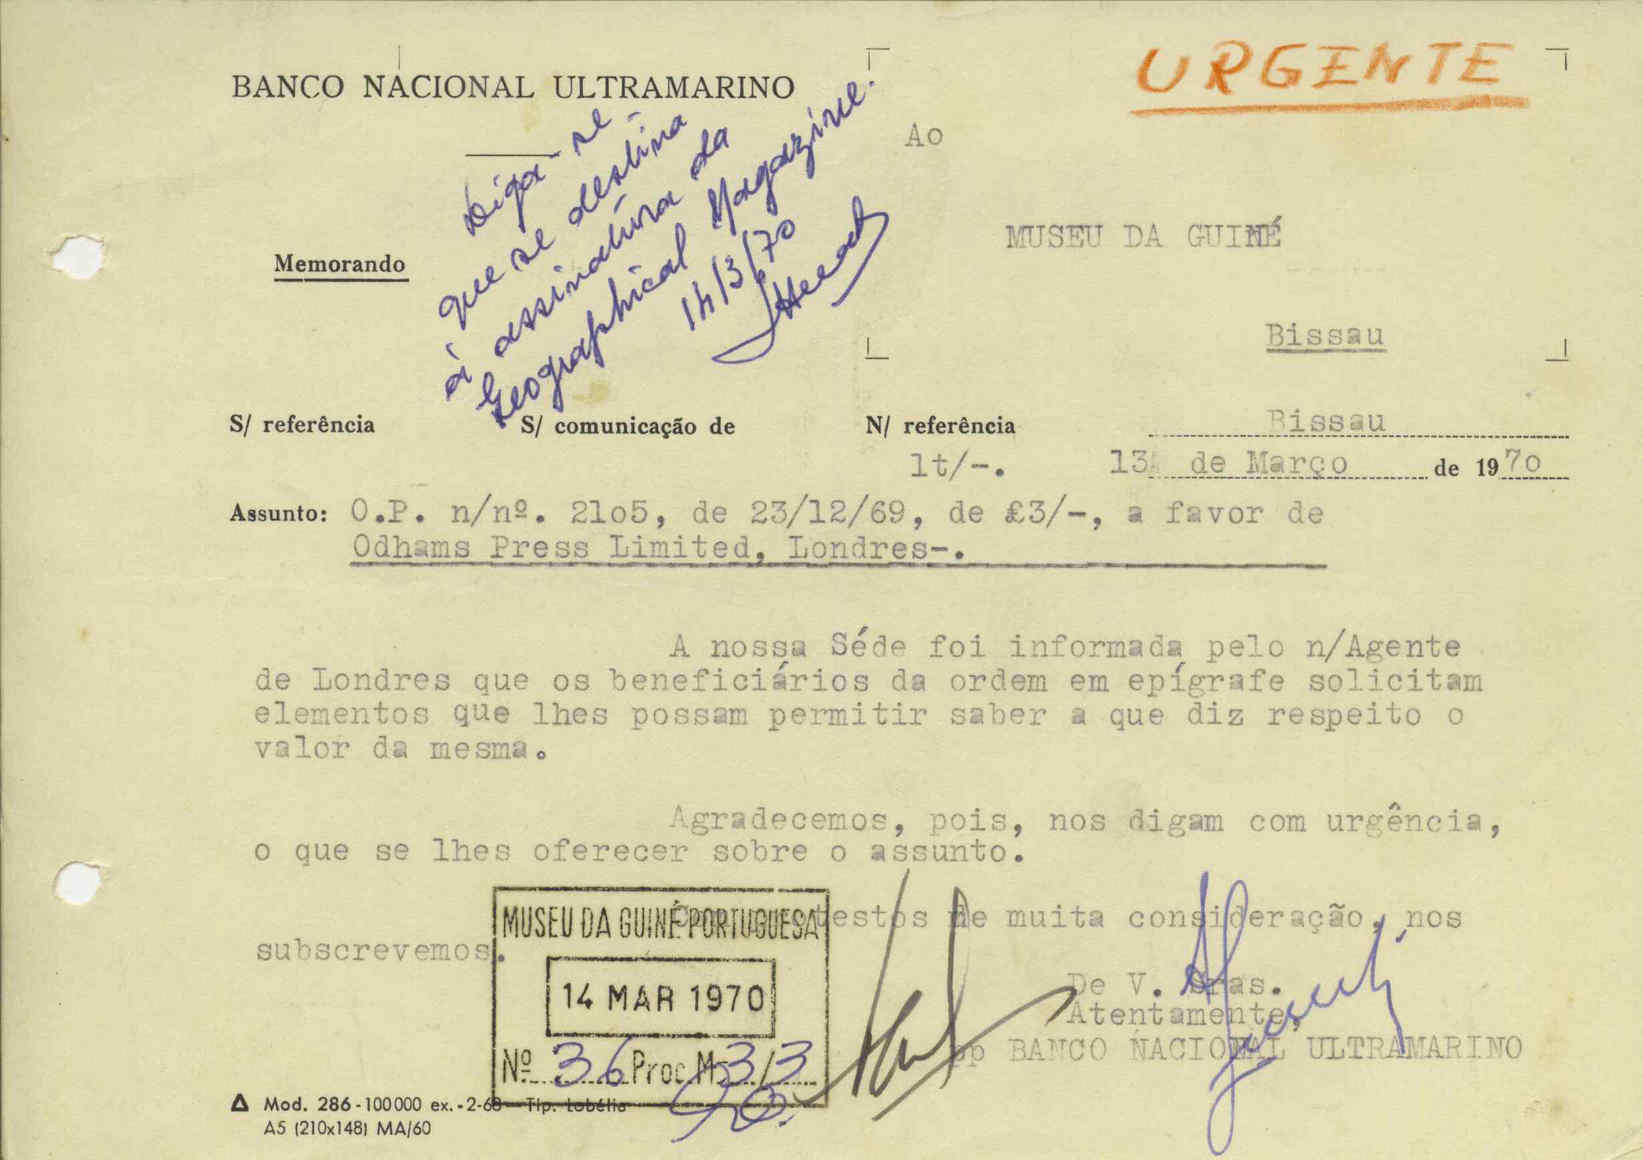 URGENTE
BANCO NACIONAL ULTRAMARINO
Ao
Diga-se
que se destina
à assinatura da
Geographical Magazine.
14/3/70
MUSEU DA GUINÉ
Memorando
Bissau
S/ referência S/ comunicação de N/ referência Bissau
lt/-. 13 de Março de 1970
Assunto: O.P. n/nº. 2105, de 23/12/69, de £3/-, a favor de
Odhams Press Limited, Londres-.
A nossa Séde foi informada pelo n/Agente
de Londres que os beneficiários da ordem em epígrafe solicitam
elementos que lhes possam permitir saber a que diz respeito o
valor da mesma.
Agradecemos, pois, nos digam com urgência,
o que se lhes oferecer sobre o assunto.
testos de muita consideração, nos
subscrevemos.
MUSEU DA GUINÉ PORTUGUESA
14 MAR 1970
Nº 36 Proc. M 3/3
De V. Sras.
Atentamente,
pp BANCO NACIONAL ULTRAMARINO
Mod. 286-100000 ex.-2-68 Tip. Lobélia
A5 (210x148) MA/60